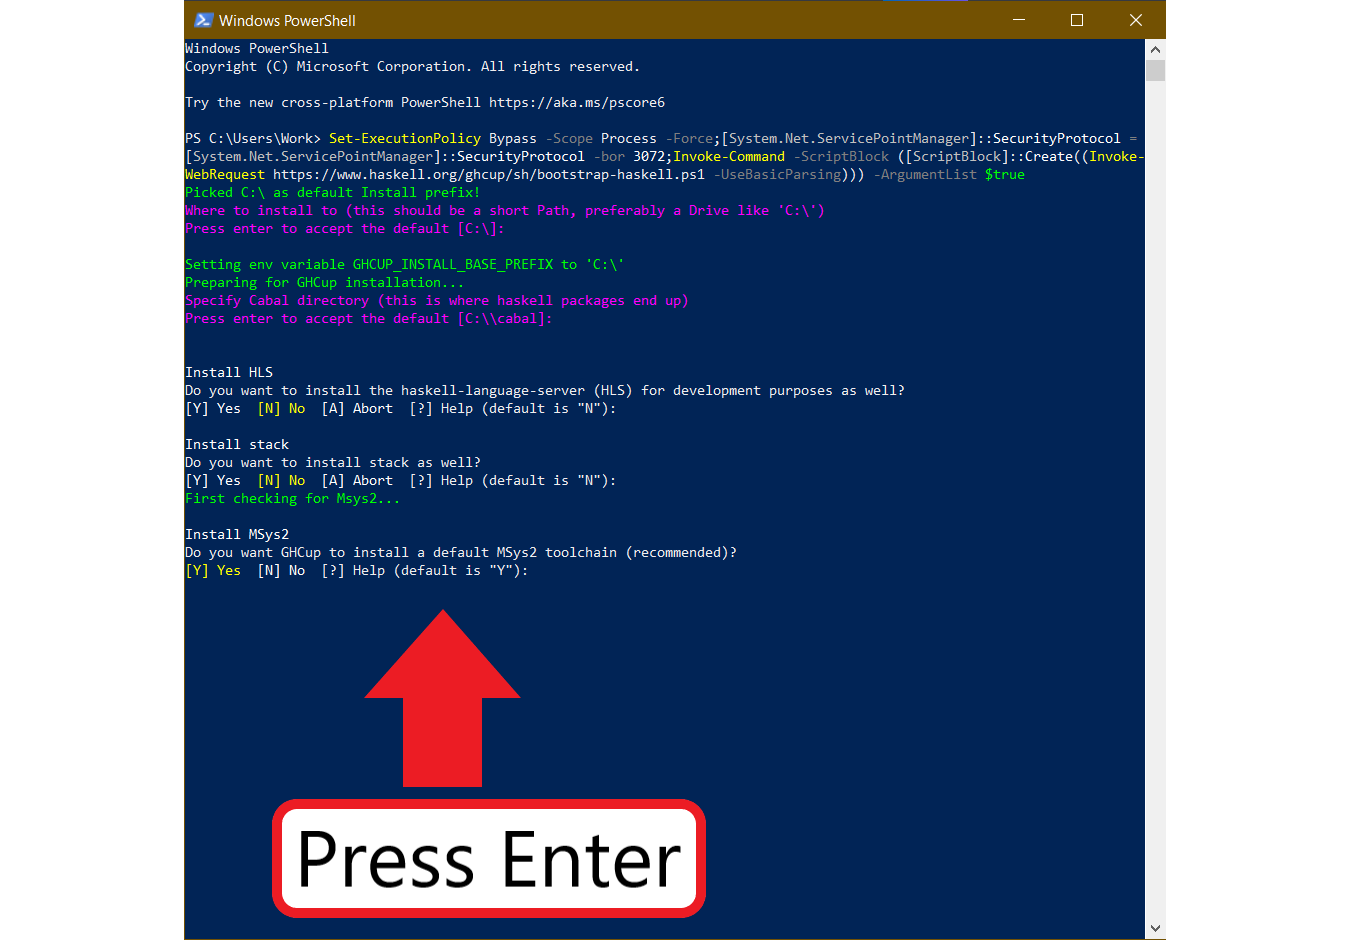 Windows PowerShell
Windows PowerShell
Copyright (C) Microsoft Corporation. All rights reserved.
Try the new cross-platform PowerShell https://aka.ms/pscore6
PS C:\Users\Work> Set-ExecutionPolicy Bypass -Scope Process -Force;[System.Net.ServicePointManager]::SecurityProtocol =
[System.Net.ServicePointManager]::SecurityProtocol -bor 3072;Invoke-Command -ScriptBlock ([ScriptBlock]::Create((Invoke-
WebRequest https://www.haskell.org/ghcup/sh/bootstrap-haskell.ps1 -UseBasicParsing))) -ArgumentList $true
Picked C:\ as default Install prefix!
Where to install to (this should be a short Path, preferably a Drive like 'C:\')
Press enter to accept the default [C:\]:
Setting env variable GHCUP_INSTALL_BASE_PREFIX to 'C:\'
Preparing for GHCup installation...
Specify Cabal directory (this is where haskell packages end up)
Press enter to accept the default [C:\\cabal]:
Install HLS
Do you want to install the haskell-language-server (HLS) for development purposes as well?
[Y] Yes  [N] No  [A] Abort  [?] Help (default is "N"):
Install stack
Do you want to install stack as well?
[Y] Yes  [N] No  [A] Abort  [?] Help (default is "N"):
First checking for Msys2...
Install MSys2
Do you want GHCup to install a default MSys2 toolchain (recommended)?
[Y] Yes  [N] No  [?] Help (default is "Y"):
Press Enter